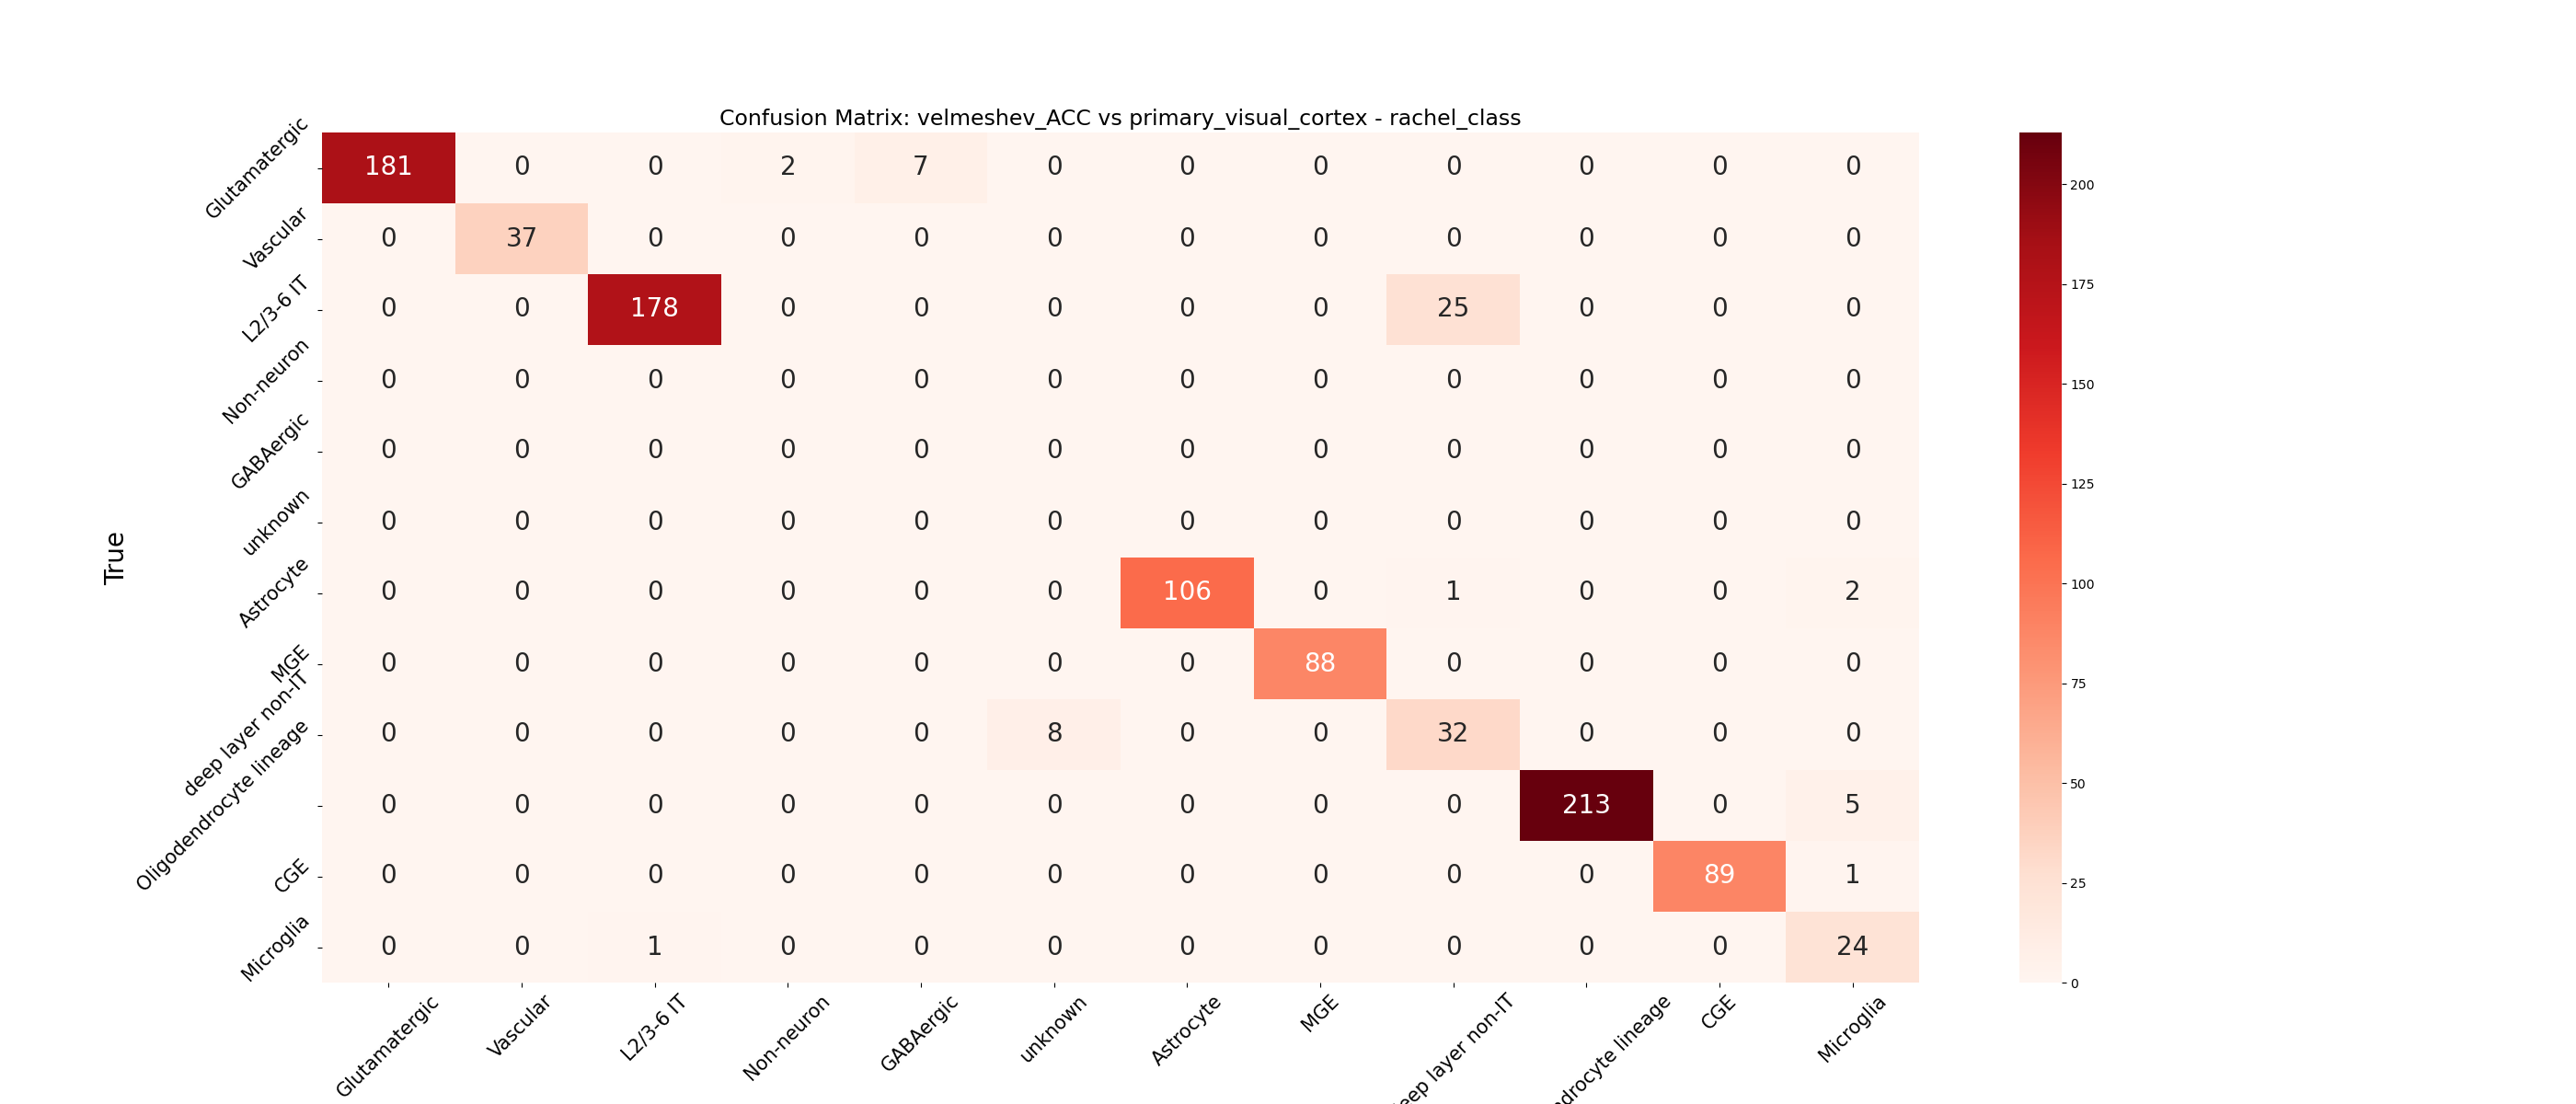 Confusion Matrix: velmeshev_ACC vs primary_visual_cortex - rachel_class
True
Glutamatergic 181 0 0 2 7 0 0 0 0 0 0 0
Vascular 0 37 0 0 0 0 0 0 0 0 0 0
L2/3-6 IT 0 0 178 0 0 0 0 0 25 0 0 0
Non-neuron 0 0 0 0 0 0 0 0 0 0 0 0
GABAergic 0 0 0 0 0 0 0 0 0 0 0 0
unknown 0 0 0 0 0 0 0 0 0 0 0 0
Astrocyte 0 0 0 0 0 0 106 0 1 0 0 2
MGE 0 0 0 0 0 0 0 88 0 0 0 0
deep layer non-IT 0 0 0 0 0 8 0 0 32 0 0 0
Oligodendrocyte lineage 0 0 0 0 0 0 0 0 0 213 0 5
CGE 0 0 0 0 0 0 0 0 0 0 89 1
Microglia 0 0 1 0 0 0 0 0 0 0 0 24
Glutamatergic
Vascular
L2/3-6 IT
Non-neuron
GABAergic
unknown
Astrocyte
MGE
layer non-IT
lineage
CGE
Microglia
200
175
150
125
100
75
50
25
0